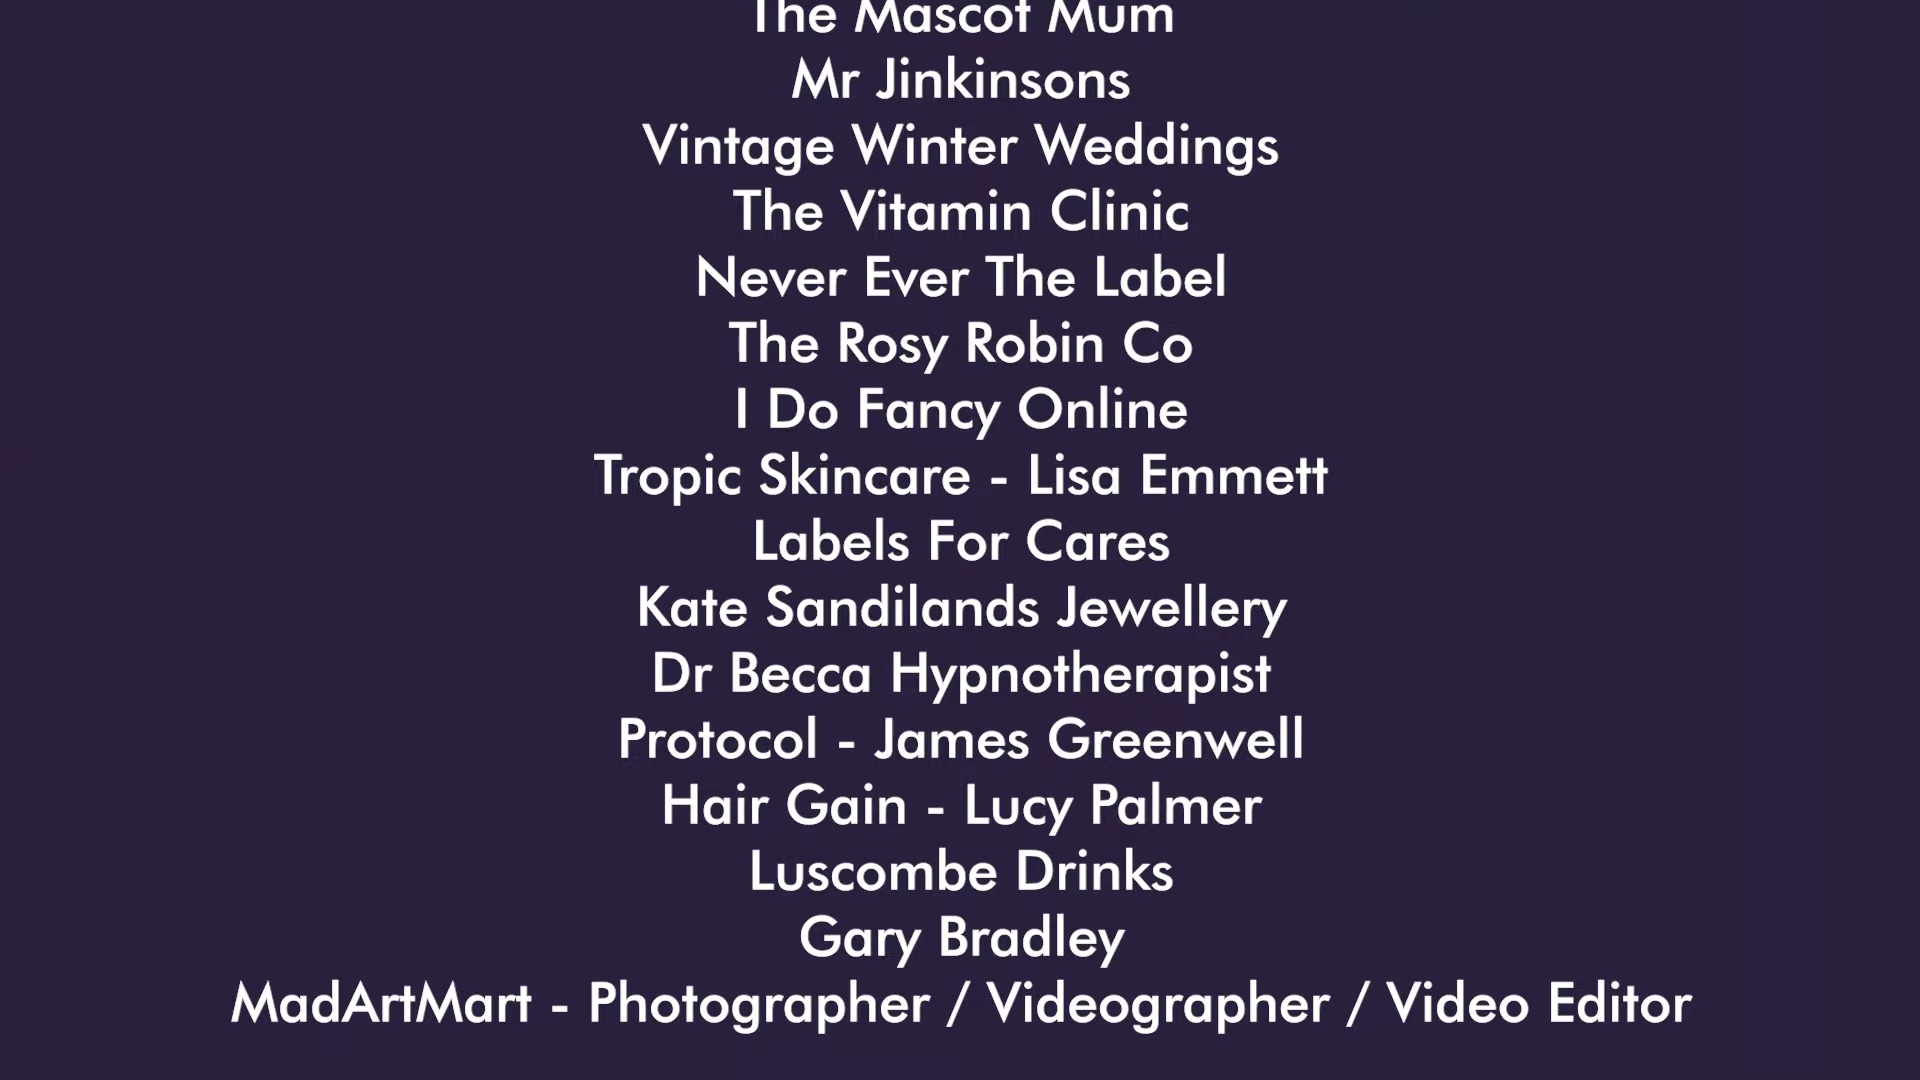 The Mascot Mum
Mr Jinkinsons
Vintage Winter Weddings
The Vitamin Clinic
Never Ever The Label
The Rosy Robin Co
I Do Fancy Online
Tropic Skincare - Lisa Emmett
Labels For Cares
Kate Sandilands Jewellery
Dr Becca Hypnotherapist
Protocol - James Greenwell
Hair Gain - Lucy Palmer
Luscombe Drinks
Gary Bradley
MadArtMart - Photographer / Videographer / Video Editor